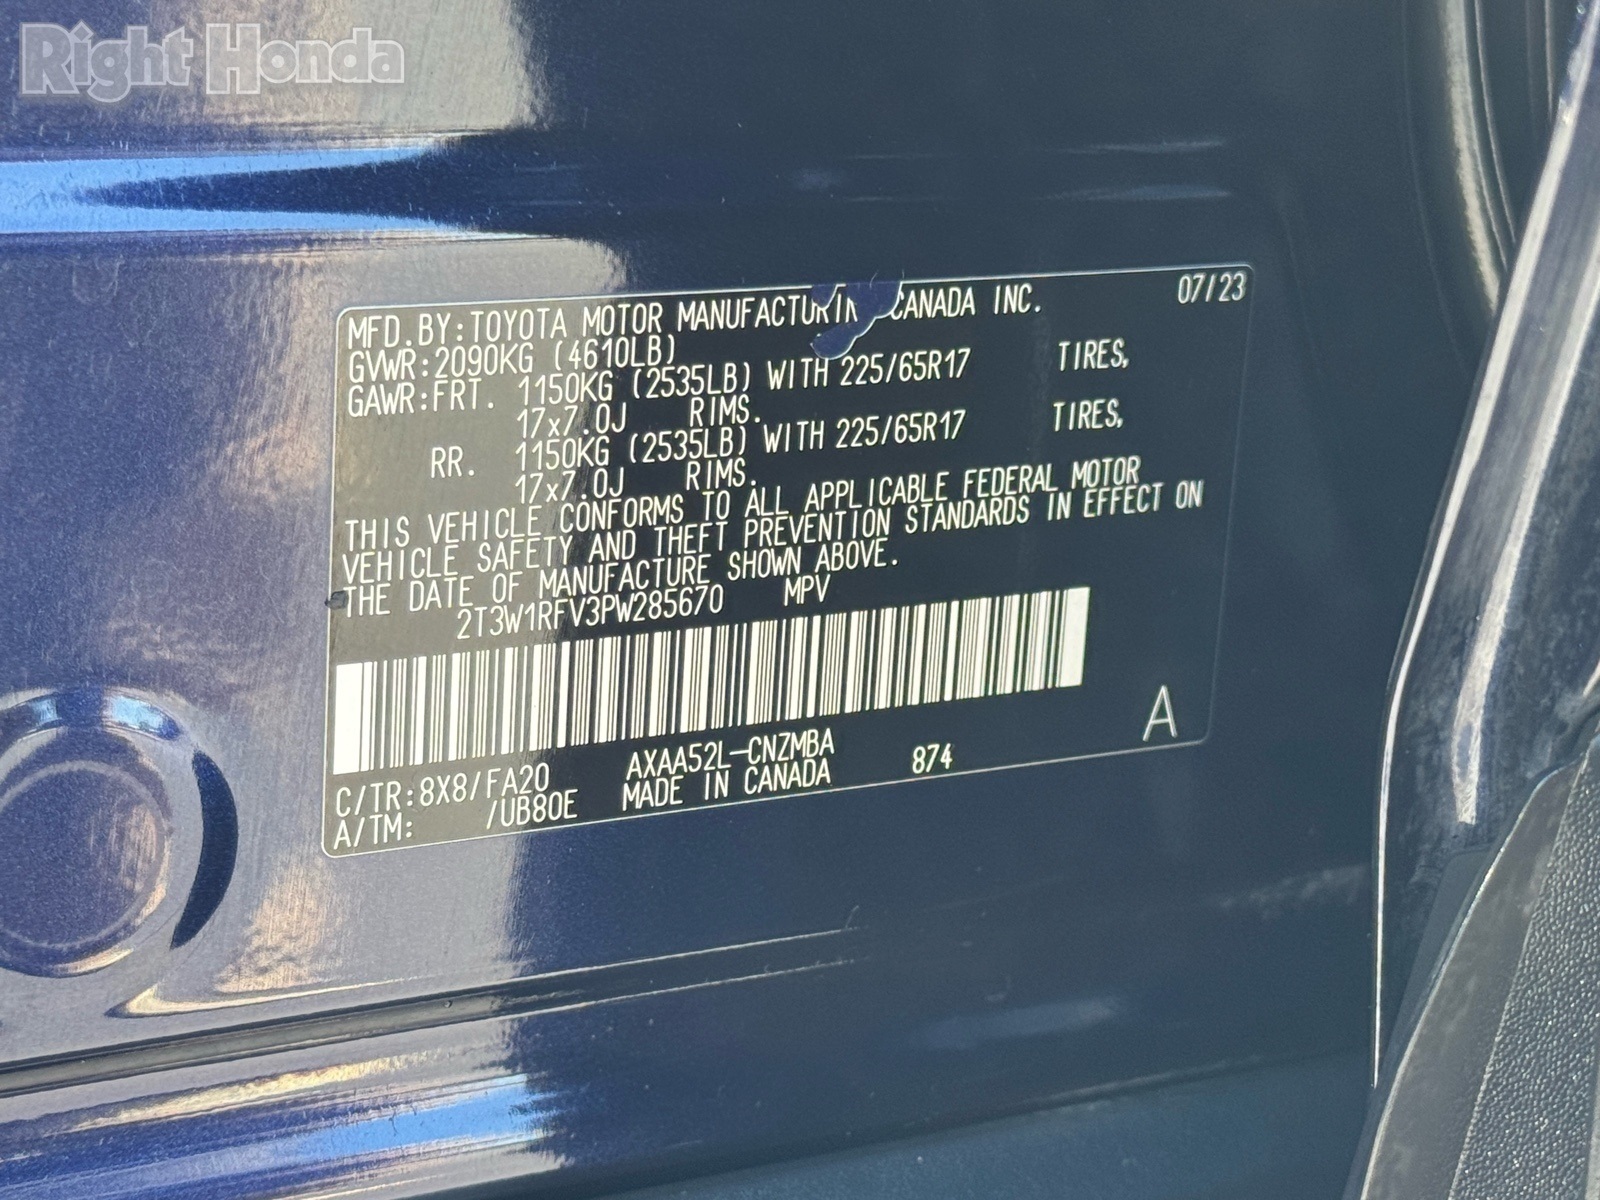 Right Honda
MFD.BY:TOYOTA MOTOR MANUFACTURIN CANADA INC. 07/23
GVWR:2090KG (4610LB)
GAWR:FRT. 1150KG (2535LB) WITH 225/65R17 TIRES,
17x7.0J RIMS.
RR. 1150KG (2535LB) WITH 225/65R17 TIRES,
17x7.0J RIMS.
THIS VEHICLE CONFORMS TO ALL APPLICABLE FEDERAL MOTOR
VEHICLE SAFETY AND THEFT PREVENTION STANDARDS IN EFFECT ON
THE DATE OF MANUFACTURE SHOWN ABOVE.
2T3W1RFV3PW285670 MPV
A
C/TR:8X8/FA20 AXAA52L-CNZMBA 874
A/TM: /UB80E MADE IN CANADA